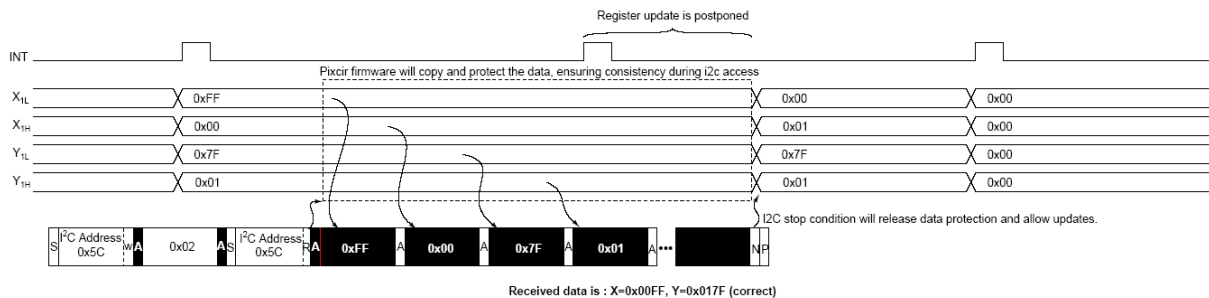 Register update is postponed
INT
Pixcir firmware will copy and protect the data, ensuring consistency during i2c access
X1L 0xFF 0x00 0x00
X1H 0x00 0x01 0x00
Y1L 0x7F 0x7F 0x00
Y1H 0x01 0x01 0x00
I2C stop condition will release data protection and allow updates.
S I²C Address 0x5C w A 0x02 A S I²C Address 0x5C R A 0xFF A 0x00 A 0x7F A 0x01 A ••• N P
Received data is : X=0x00FF, Y=0x017F (correct)